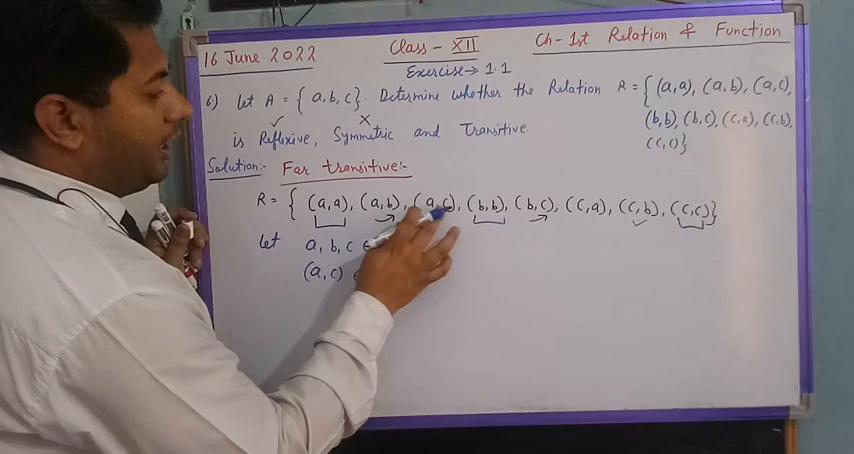 16 June 2022
Class - XII
Ch-1st Relation & Function
Exercise→ 1.1
6) Let A = { a, b, c }. Determine whether the Relation R = { (a,a), (a,b), (a,c),
(b,b), (b,c), (c,a), (c,b),
(c,c) }
is Reflexive, Symmetric and Transitive.
Solution:- For transitive:-
R = { (a,a), (a,b), (a,c), (b,b), (b,c), (c,a), (c,b), (c,c) }
Let a, b, c ∈
(a,c)